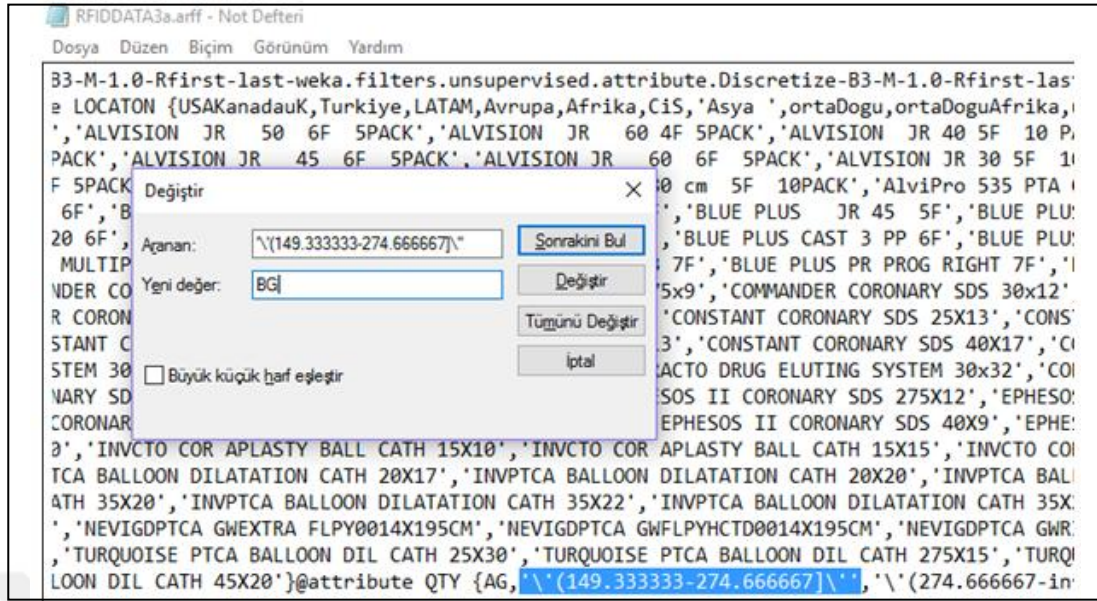 RFIDDATA3a.arff - Not Defteri
Dosya Düzen Biçim Görünüm Yardım
B3-M-1.0-Rfirst-last-weka.filters.unsupervised.attribute.Discretize-B3-M-1.0-Rfirst-las
e LOCATON {USAKanadauK,Turkiye,LATAM,Avrupa,Afrika,CiS,'Asya ',ortaDogu,ortaDoguAfrika,
','ALVISION JR 50 6F 5PACK','ALVISION JR 60 4F 5PACK','ALVISION JR 40 5F 10 PA
PACK','ALVISION JR 45 6F 5PACK','ALVISION JR 60 6F 5PACK','ALVISION JR 30 5F 1
F 5PACK 0 cm 5F 10PACK','AlviPro 535 PTA
6F','B ','BLUE PLUS JR 45 5F','BLUE PLU
20 6F', ,'BLUE PLUS CAST 3 PP 6F','BLUE PLU
MULTIP 7F','BLUE PLUS PR PROG RIGHT 7F','
NDER CO 5x9','COMMANDER CORONARY SDS 30x12'
R CORON 'CONSTANT CORONARY SDS 25X13','CONS
STANT C 3','CONSTANT CORONARY SDS 40X17','C
STEM 30 ACTO DRUG ELUTING SYSTEM 30x32','CO
NARY SD SOS II CORONARY SDS 275X12','EPHESO
CORONAR EPHESOS II CORONARY SDS 40X9','EPHE
Değiştir
Aranan: '\'(149.333333-274.666667]\''
Sonrakini Bul
Yeni değer: BG
Değiştir
Tümünü Değiştir
İptal
Büyük küçük harf eşleştir
0','INVCTO COR APLASTY BALL CATH 15X10','INVCTO COR APLASTY BALL CATH 15X15','INVCTO CO
TCA BALLOON DILATATION CATH 20X17','INVPTCA BALLOON DILATATION CATH 20X20','INVPTCA BAL
ATH 35X20','INVPTCA BALLOON DILATATION CATH 35X22','INVPTCA BALLOON DILATATION CATH 35X
','NEVIGDPTCA GWEXTRA FLPY0014X195CM','NEVIGDPTCA GWFLPYHCTD0014X195CM','NEVIGDPTCA GWR
,'TURQUOISE PTCA BALLOON DIL CATH 25X30','TURQUOISE PTCA BALLOON DIL CATH 275X15','TURQ
LOON DIL CATH 45X20'}@attribute QTY {AG,'\'(149.333333-274.666667]\'','\'(274.666667-in